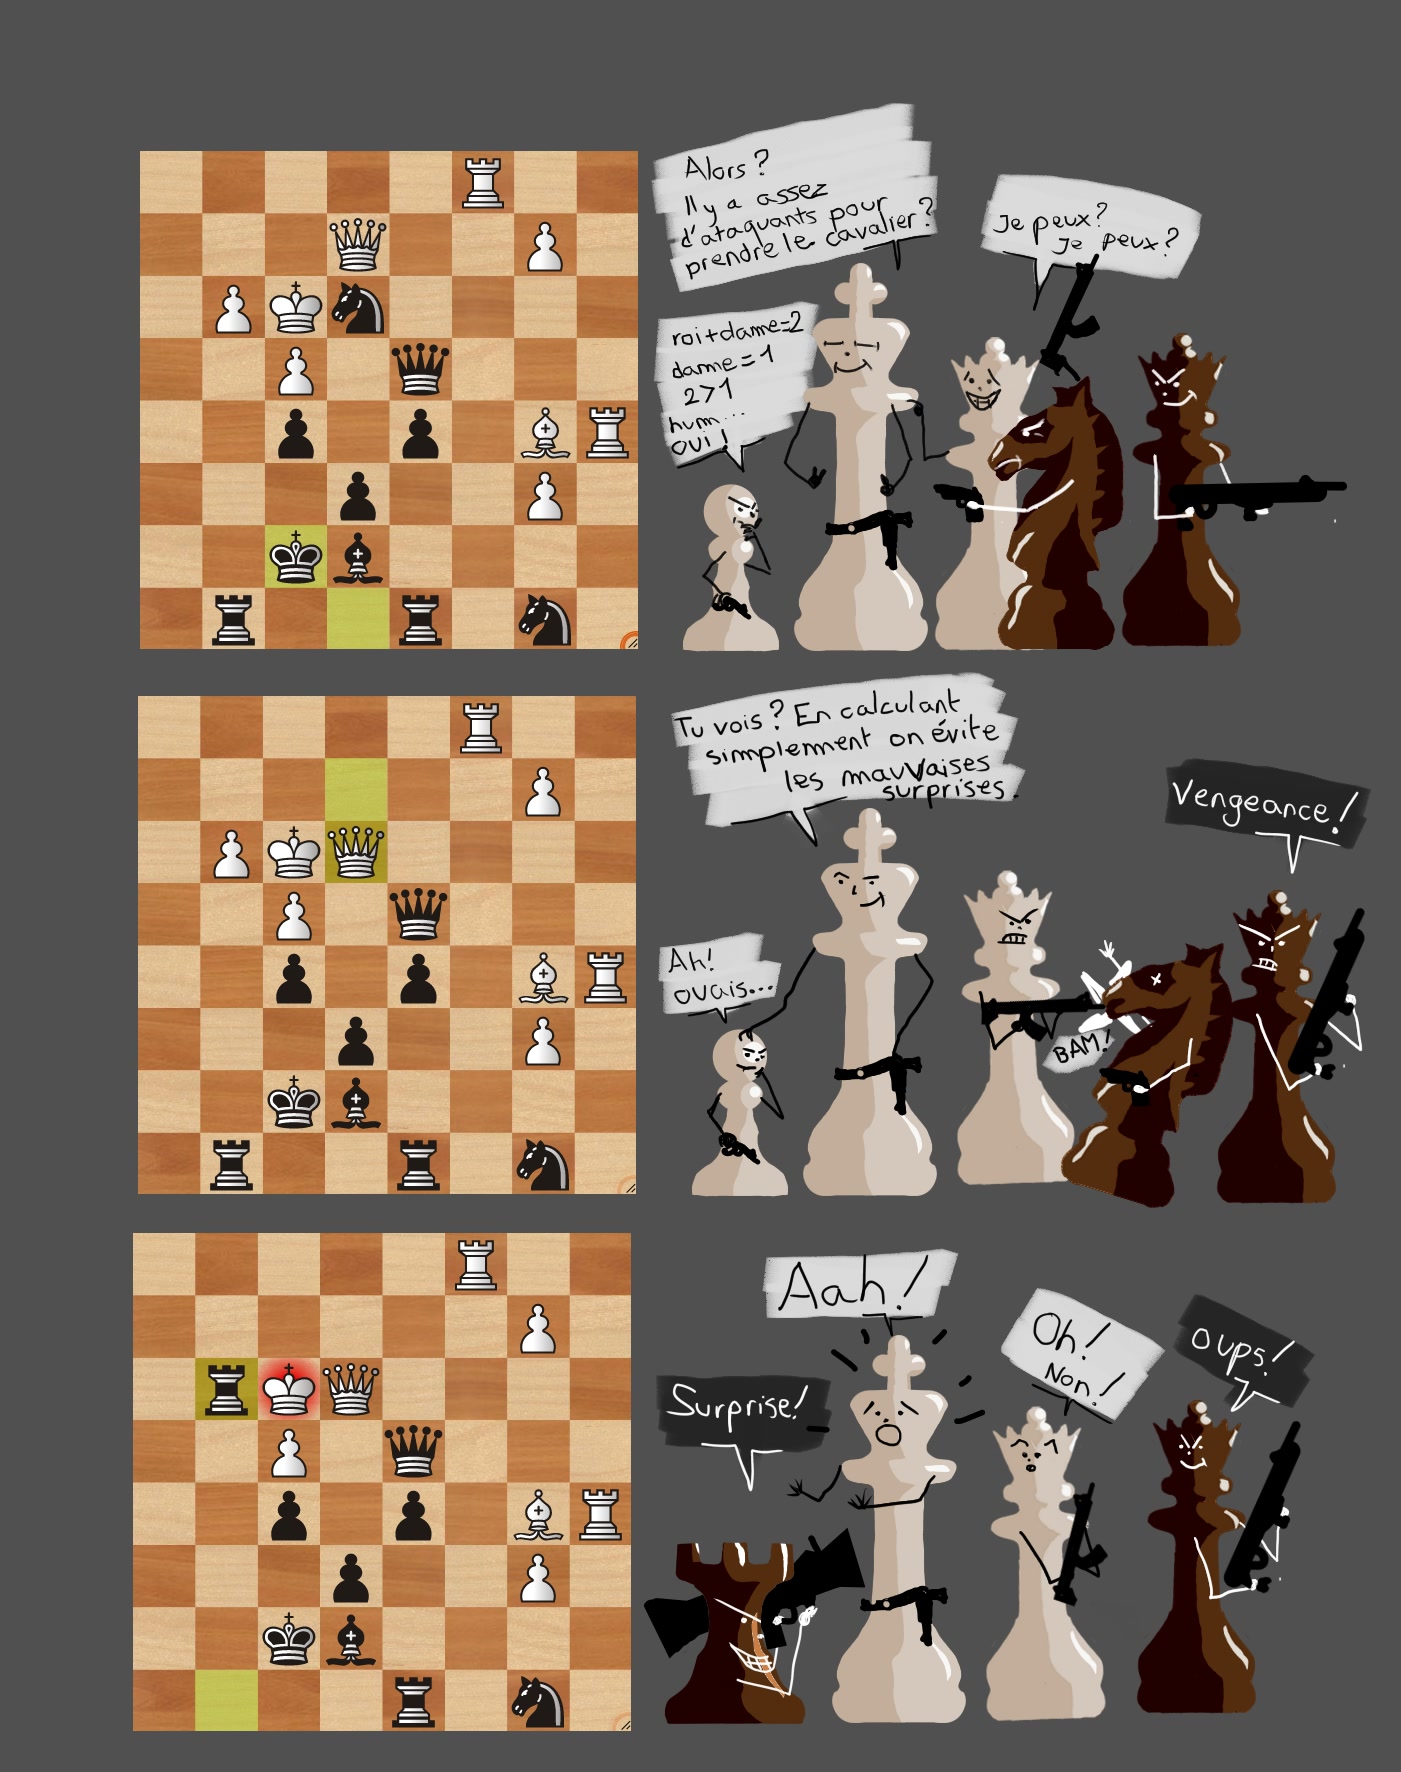 Alors?
Il y a assez
d'ataquants pour
prendre le cavalier?
Je peux?
Je peux?
roi+dame=2
dame=1
2>1
hum...
oui!
Tu vois? En calculant
simplement on évite
les mauvaises
surprises.
Vengeance!
Ah!
ouais...
BAM!
Aah!
Oh!
Non!
oups!
Surprise!